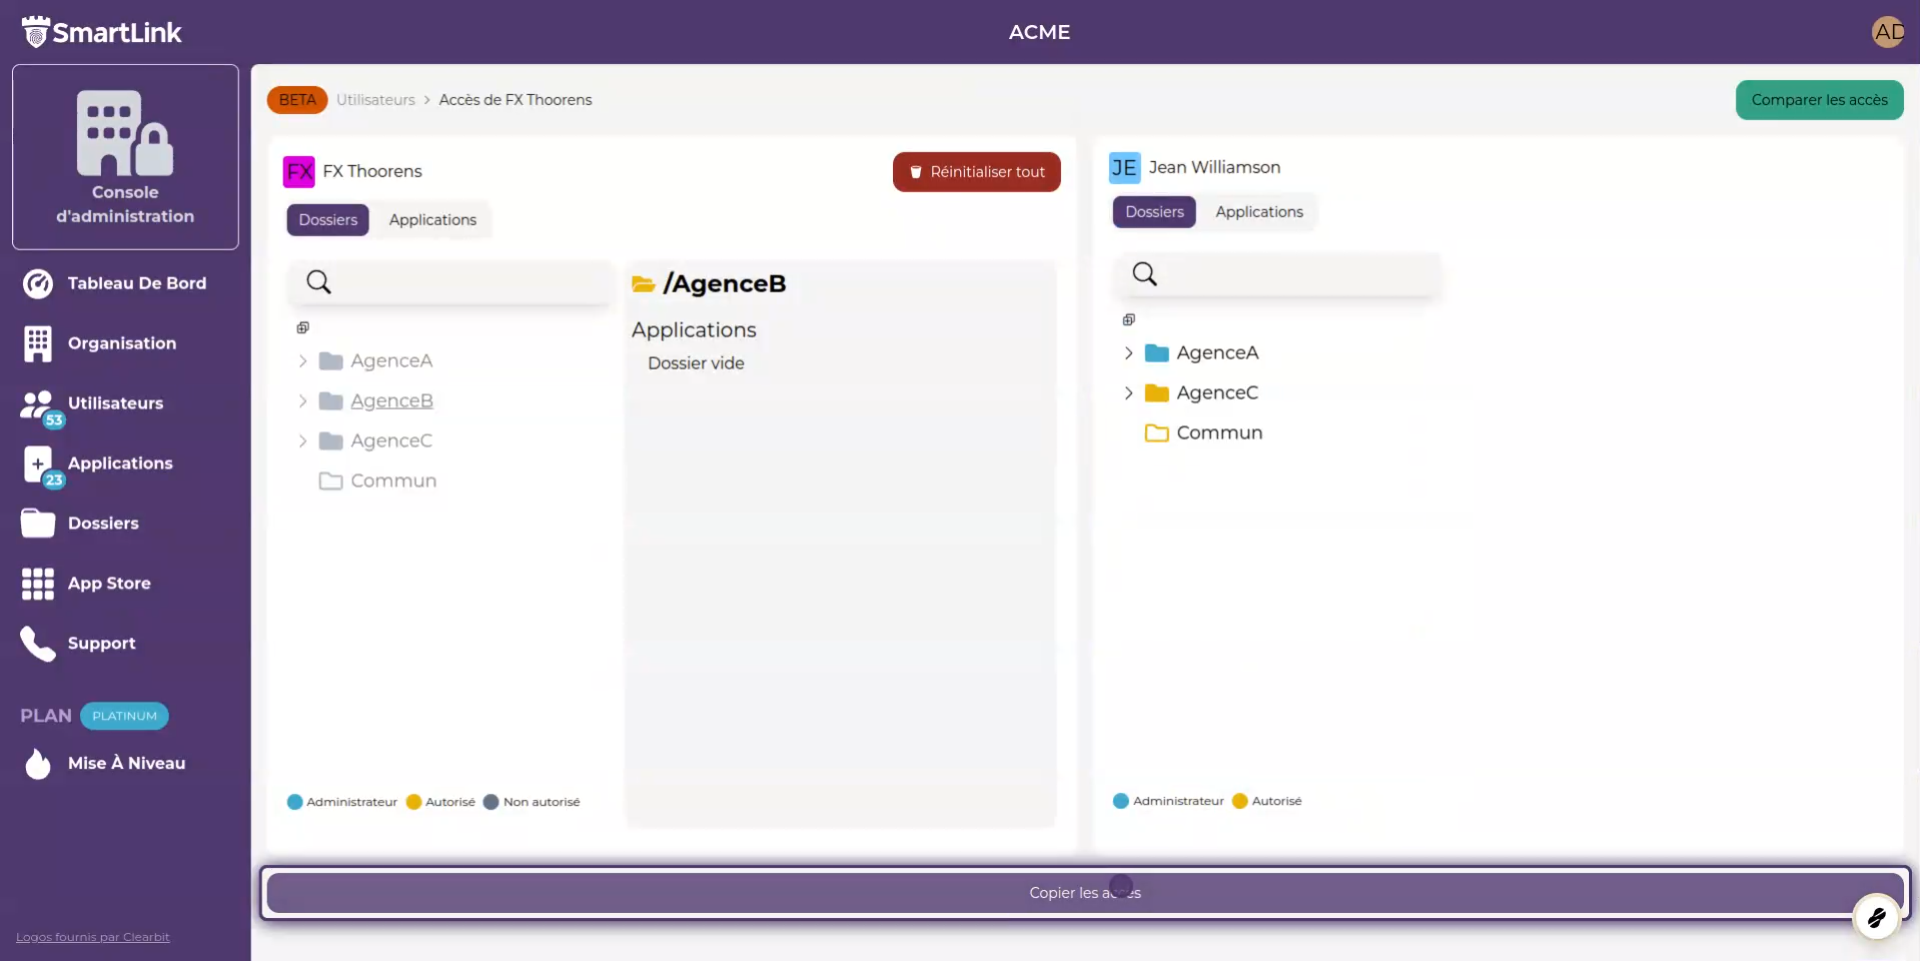 SmartLink
ACME
AD
Console
d'administration
Tableau De Bord
Organisation
Utilisateurs
53
Applications
23
Dossiers
App Store
Support
PLAN PLATINUM
Mise À Niveau
Logos fournis par Clearbit
BETA Utilisateurs > Accès de FX Thoorens
Comparer les accès
FX FX Thoorens
Réinitialiser tout
Dossiers Applications
AgenceA
AgenceB
AgenceC
Commun
Administrateur Autorisé Non autorisé
/AgenceB
Applications
Dossier vide
JE Jean Williamson
Dossiers Applications
AgenceA
AgenceC
Commun
Administrateur Autorisé
Copier les accès